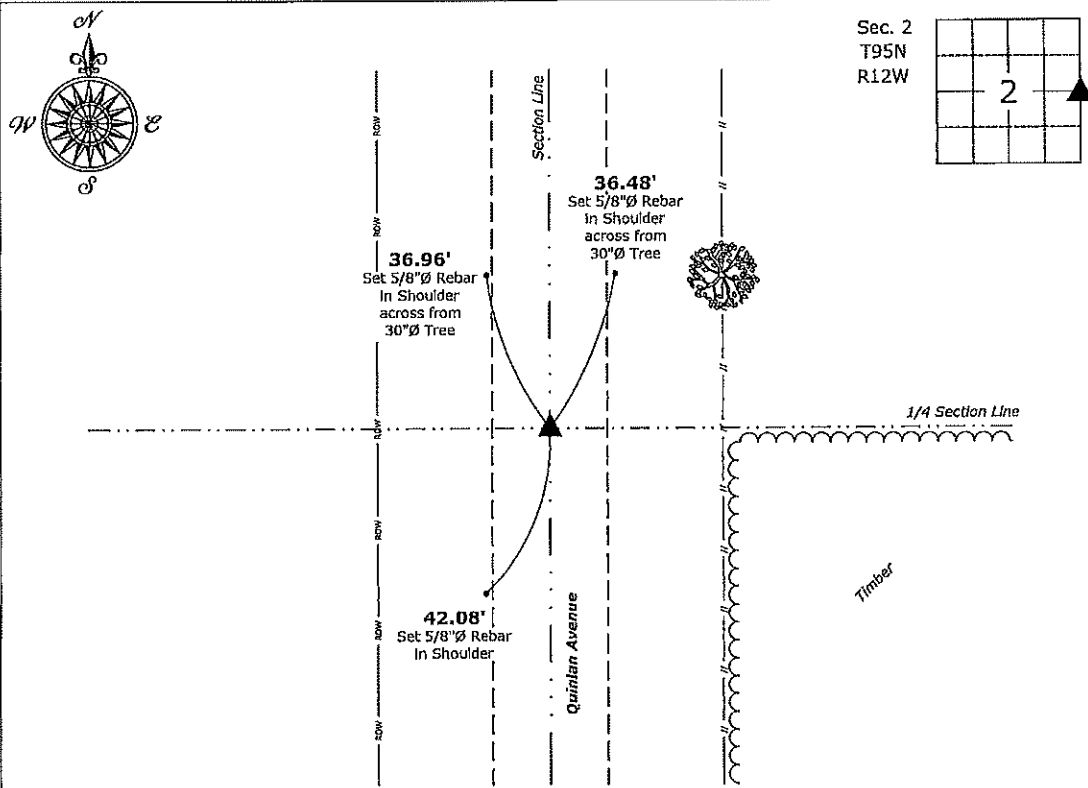 N
W
E
S
Sec. 2
T95N
R12W
2
Section Line
36.48'
Set 5/8"Ø Rebar
in Shoulder
across from
30"Ø Tree
36.96'
Set 5/8"Ø Rebar
in Shoulder
across from
30"Ø Tree
ROW
ROW
ROW
ROW
ROW
1/4 Section Line
42.08'
Set 5/8"Ø Rebar
in Shoulder
Quinlan Avenue
Timber